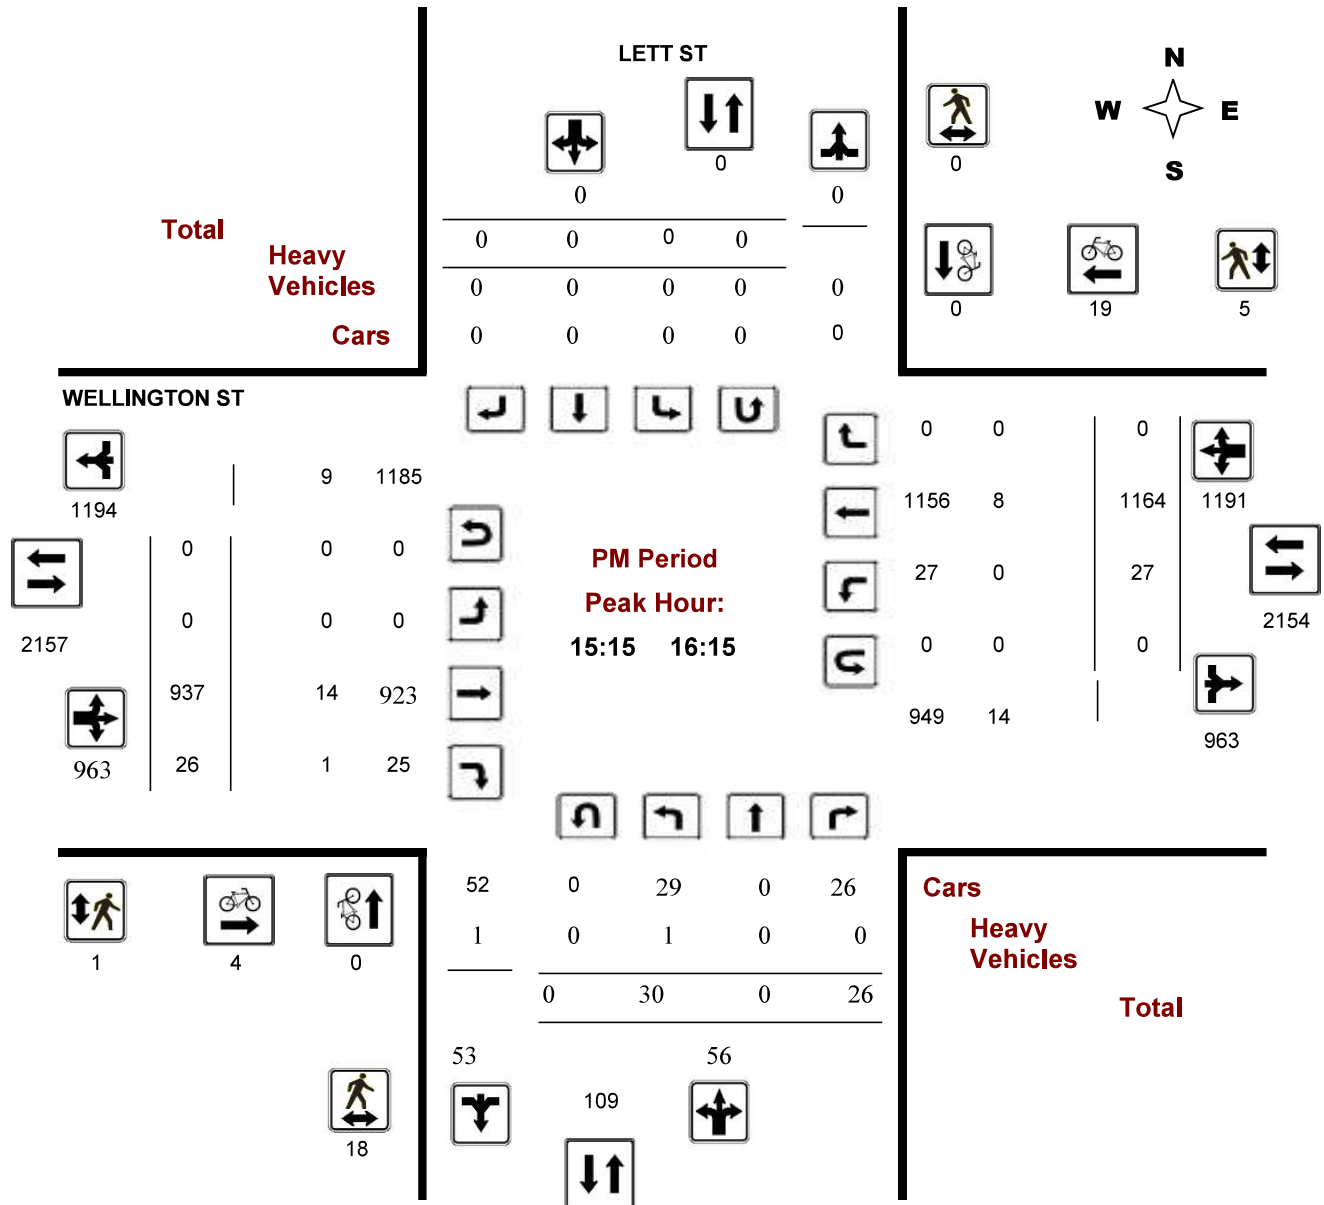 LETT ST
N
W E
S
0
0
0
0 0
Total
0 0 0 0
Heavy
Vehicles
0 0 0 0 0
0 19 5
Cars
0 0 0 0 0
WELLINGTON ST
0 0 0
9 1185
1194
1156 8 1164 1191
0 0 0
PM Period
27 0 27
Peak Hour:
0 0 0
2154
2157
15:15 16:15
0 0 0
937 14 923
949 14
963
963
26 1 25
52 0 29 0 26
Cars
1 0 1 0 0
Heavy
Vehicles
1 4 0
0 30 0 26
Total
53 56
109
18